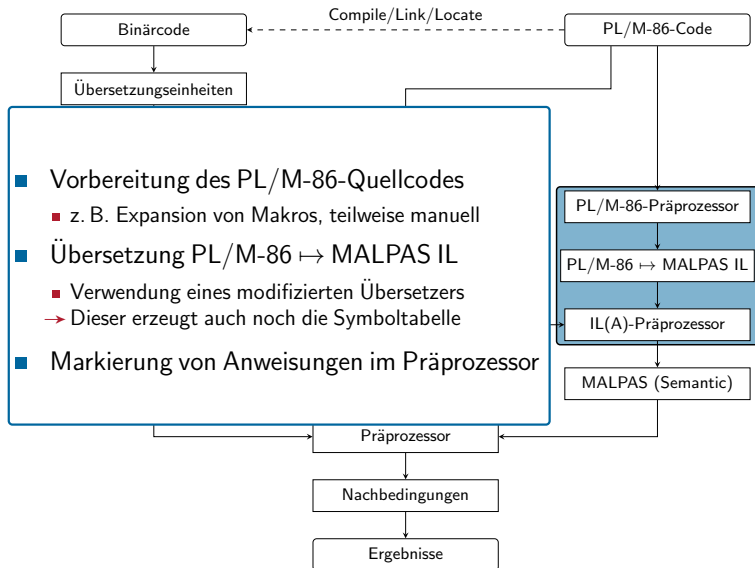 Compile/Link/Locate
Binärcode
PL/M-86-Code
Übersetzungseinheiten
Vorbereitung des PL/M-86-Quellcodes
z. B. Expansion von Makros, teilweise manuell
Übersetzung PL/M-86 ↦ MALPAS IL
Verwendung eines modifizierten Übersetzers
→ Dieser erzeugt auch noch die Symboltabelle
Markierung von Anweisungen im Präprozessor
PL/M-86-Präprozessor
PL/M-86 ↦ MALPAS IL
IL(A)-Präprozessor
MALPAS (Semantic)
Präprozessor
Nachbedingungen
Ergebnisse